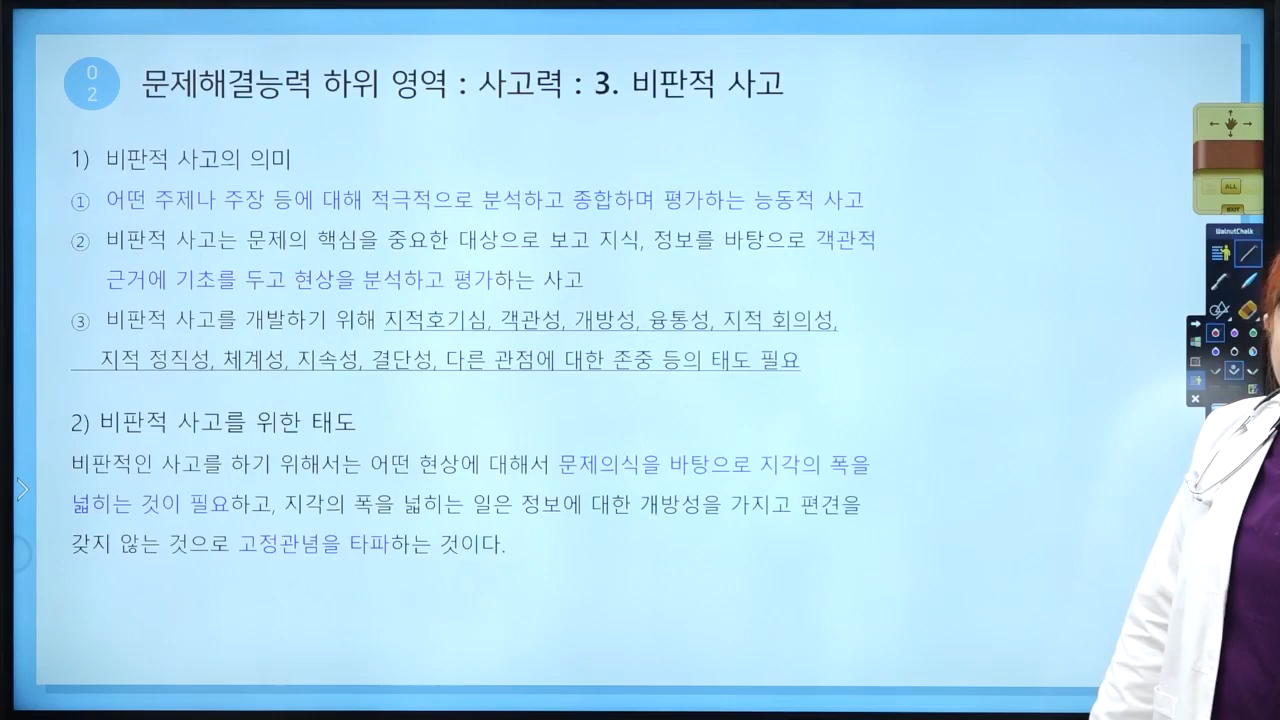 0
2
문제해결능력 하위 영역 : 사고력 : 3. 비판적 사고
1) 비판적 사고의 의미
① 어떤 주제나 주장 등에 대해 적극적으로 분석하고 종합하며 평가하는 능동적 사고
② 비판적 사고는 문제의 핵심을 중요한 대상으로 보고 지식, 정보를 바탕으로 객관적
근거에 기초를 두고 현상을 분석하고 평가하는 사고
③ 비판적 사고를 개발하기 위해 지적호기심, 객관성, 개방성, 융통성, 지적 회의성,
지적 정직성, 체계성, 지속성, 결단성, 다른 관점에 대한 존중 등의 태도 필요
2) 비판적 사고를 위한 태도
비판적인 사고를 하기 위해서는 어떤 현상에 대해서 문제의식을 바탕으로 지각의 폭을
넓히는 것이 필요하고, 지각의 폭을 넓히는 일은 정보에 대한 개방성을 가지고 편견을
갖지 않는 것으로 고정관념을 타파하는 것이다.
ALL
EXIT
WalnutChalk